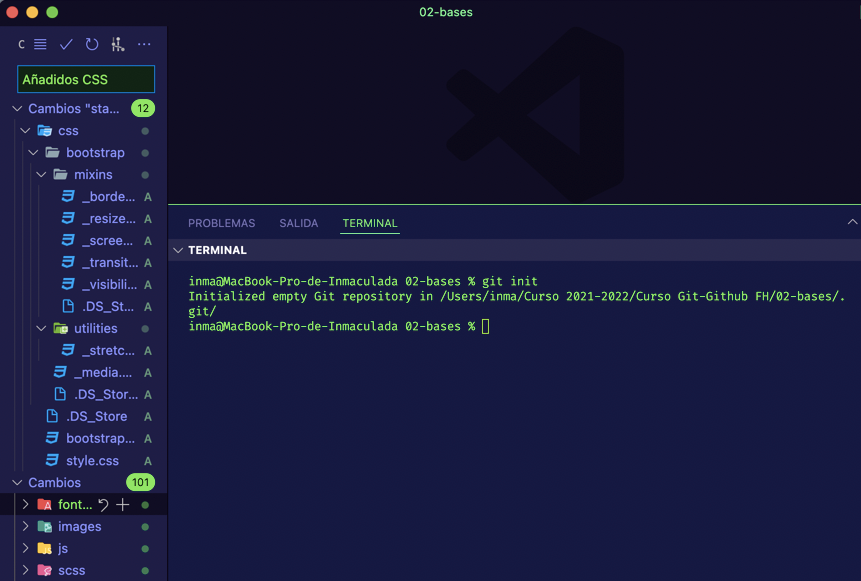 02-bases
C
Añadidos CSS
Cambios "sta... 12
css
bootstrap
mixins
_borde... A
_resize... A
_scree... A
_transit... A
_visibili... A
.DS_St... A
utilities
_stretc... A
_media.... A
.DS_Stor... A
.DS_Store A
bootstrap... A
style.css A
Cambios 101
font...
images
js
scss
PROBLEMAS SALIDA TERMINAL
TERMINAL
inma@MacBook-Pro-de-Inmaculada 02-bases % git init
Initialized empty Git repository in /Users/inma/Curso 2021-2022/Curso Git-Github FH/02-bases/.
git/
inma@MacBook-Pro-de-Inmaculada 02-bases %